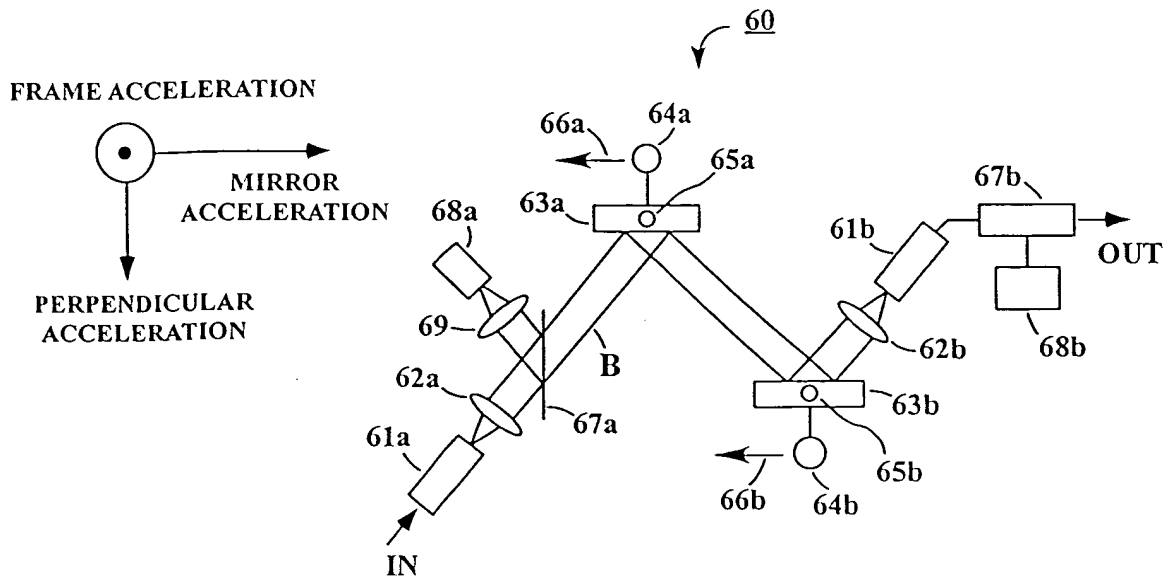 60
FRAME ACCELERATION
66a
64a
65a
MIRROR
ACCELERATION
63a
67b
68a
61b
OUT
PERPENDICULAR
ACCELERATION
69
B
62b
68b
62a
67a
63b
61a
66b
64b
65b
IN